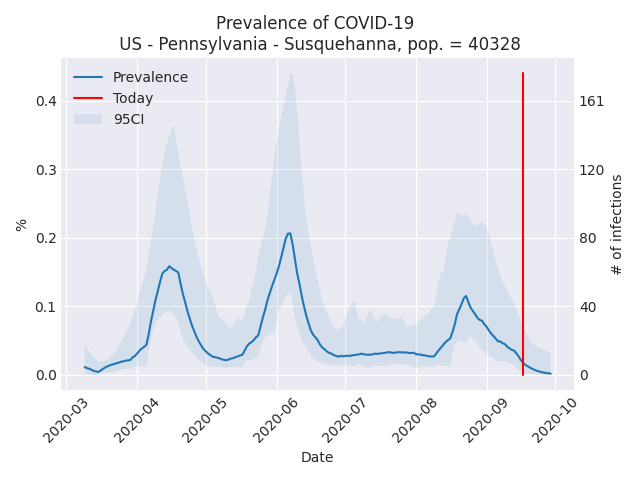 Prevalence of COVID-19
US - Pennsylvania - Susquehanna, pop. = 40328
Prevalence
Today
95CI
%
0.4
0.3
0.2
0.1
0.0
161
120
80
40
0
# of infections
2020-03
2020-04
2020-05
2020-06
2020-07
2020-08
2020-09
2020-10
Date